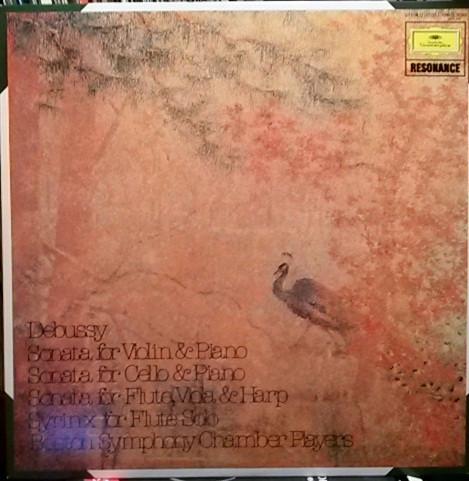 RESONANCE
Debussy
Sonata for Violin & Piano
Sonata for Cello & Piano
Sonata for Flute, Viola & Harp
Syrinx for Flute Solo
Boston Symphony Chamber Players